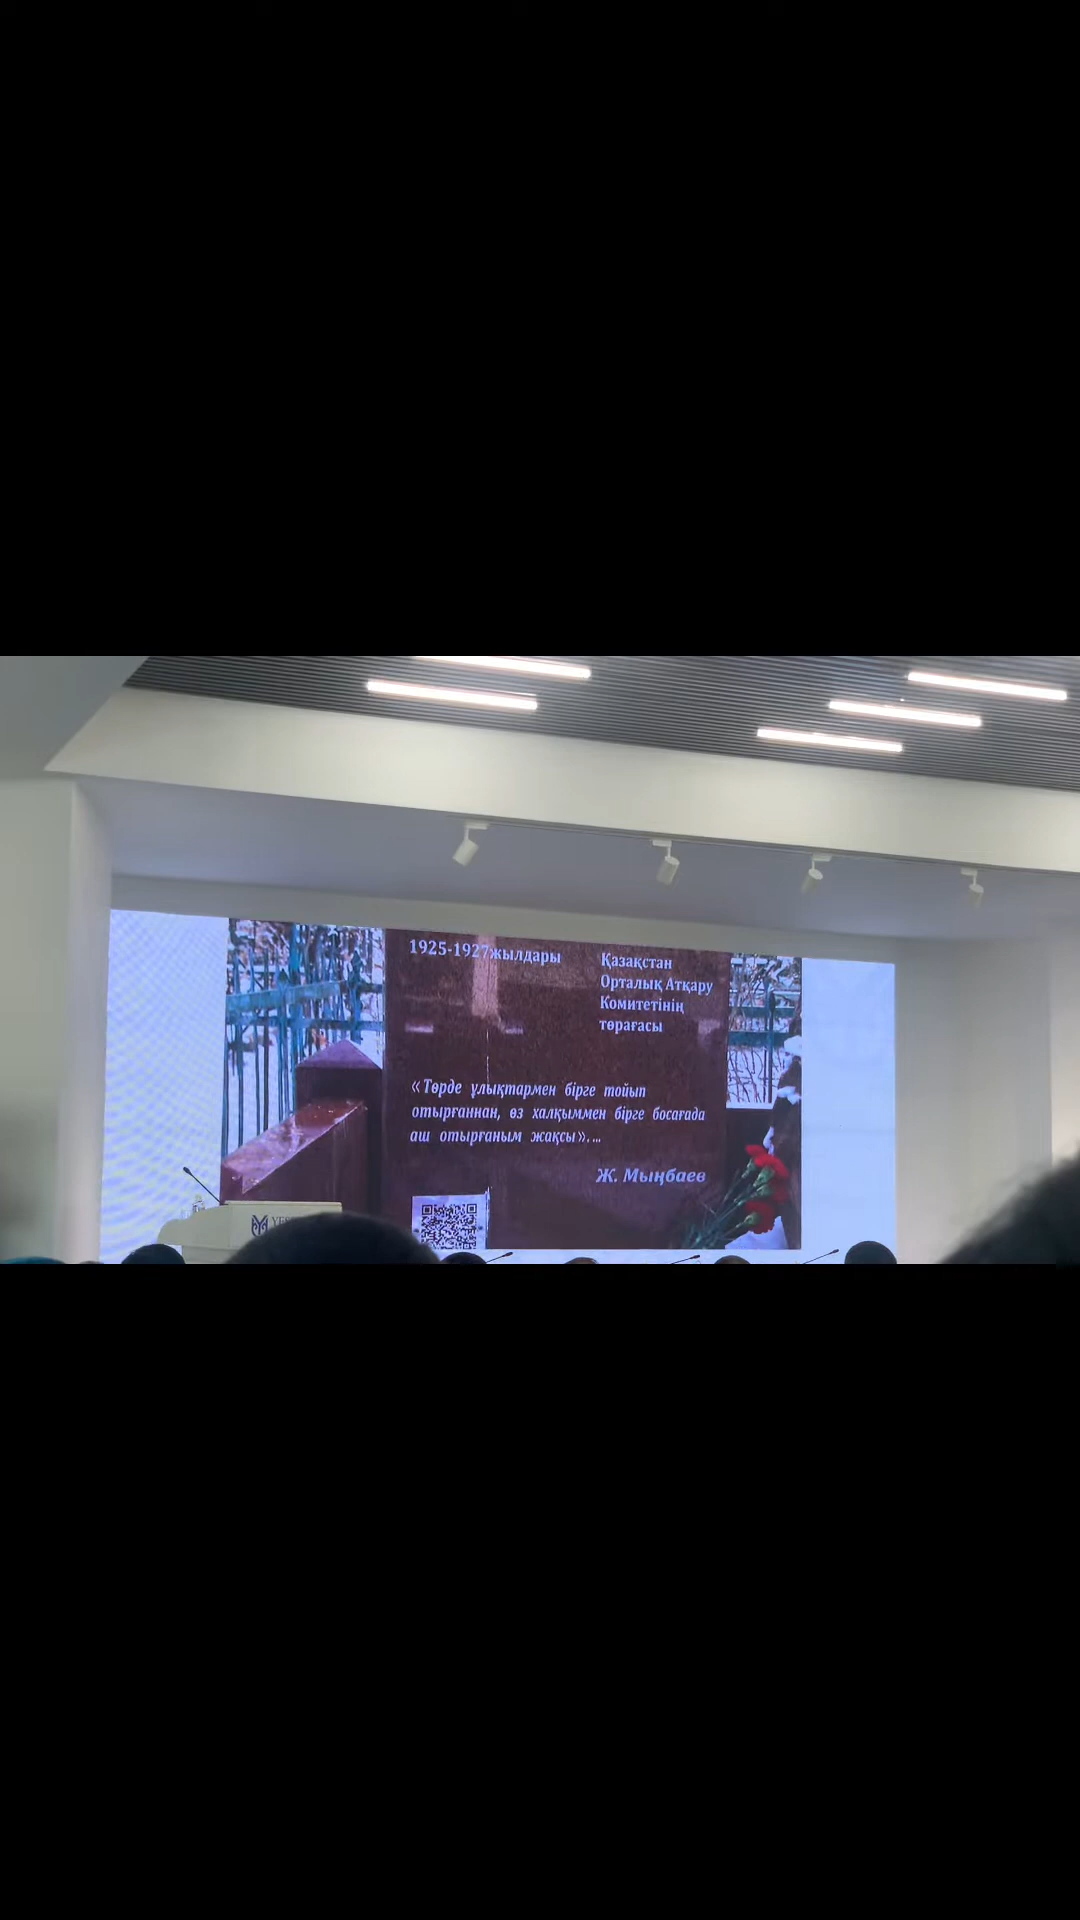 1925-1927жылдары
Қазақстан
Орталық Атқару
Комитетінің
төрағасы
«Төрде ұлықтармен бірге тойып
отырғаннан, өз халқыммен бірге босағада
аш отырғаным жақсы»....
Ж. Мыңбаев